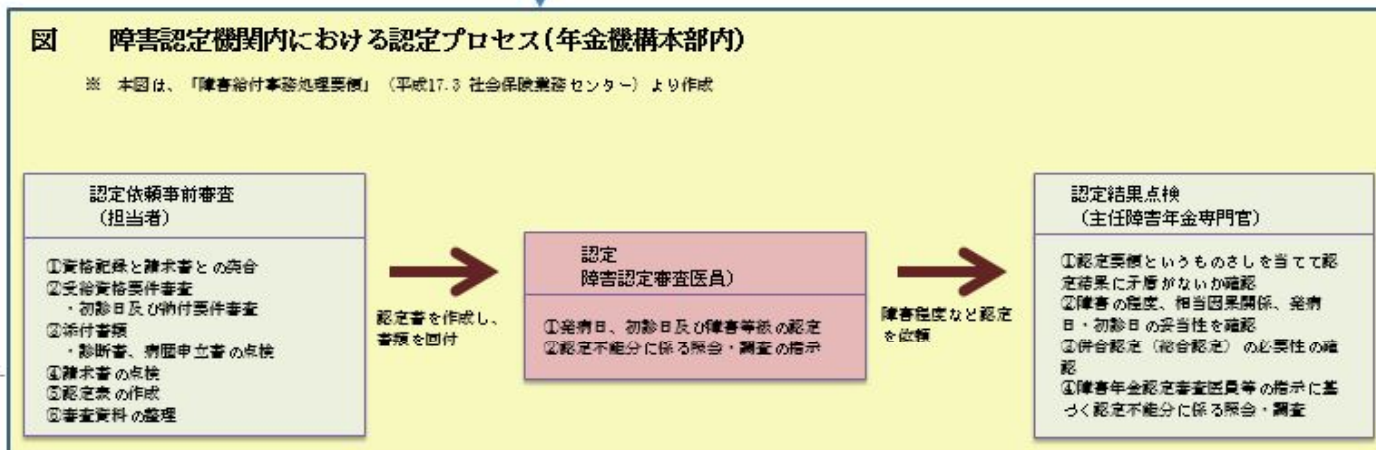 図　障害認定機関内における認定プロセス(年金機構本部内)
※　本図は、「障害給付事務処理要領」（平成17.3 社会保険業務センター）より作成
認定依頼事前審査
（担当者）
①資格記録と請求書との突合
②受給資格要件審査
・初診日及び納付要件審査
③添付書類
・診断書、病歴申立書の点検
④請求書の点検
⑤認定表の作成
⑥審査資料の整理
認定書を作成し、
書類を回付
認定
障害認定審査医員）
①発病日、初診日及び障害等級の認定
②認定不能分に係る照会・調査の指示
障害程度など認定
を依頼
認定結果点検
（主任障害年金専門官）
①認定要領というものさしを当てて認
定結果に矛盾がないか確認
②障害の程度、相当因果関係、発病
日・初診日の妥当性を確認
③併合認定（総合認定）の必要性の確
認
④障害年金認定審査医員等の指示に基
づく認定不能分に係る照会・調査